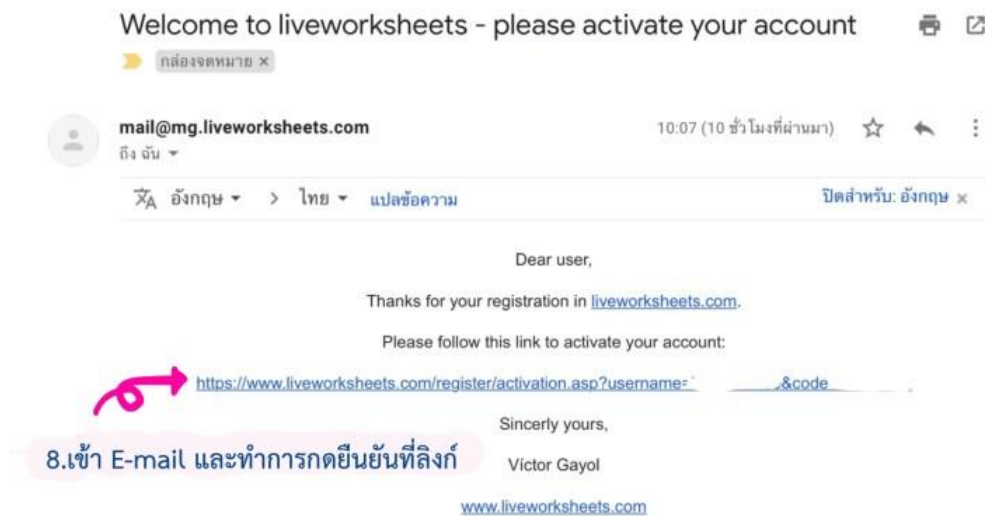 Welcome to liveworksheets - please activate your account
กล่องจดหมาย ×
mail@mg.liveworksheets.com
10:07 (10 ชั่วโมงที่ผ่านมา)
ถึง ฉัน
อังกฤษ > ไทย แปลข้อความ
ปิดสำหรับ: อังกฤษ ×
Dear user,
Thanks for your registration in liveworksheets.com.
Please follow this link to activate your account:
https://www.liveworksheets.com/register/activation.asp?username= &code
Sincerly yours,
8.เข้า E-mail และทำการกดยืนยันที่ลิงก์
Víctor Gayol
www.liveworksheets.com